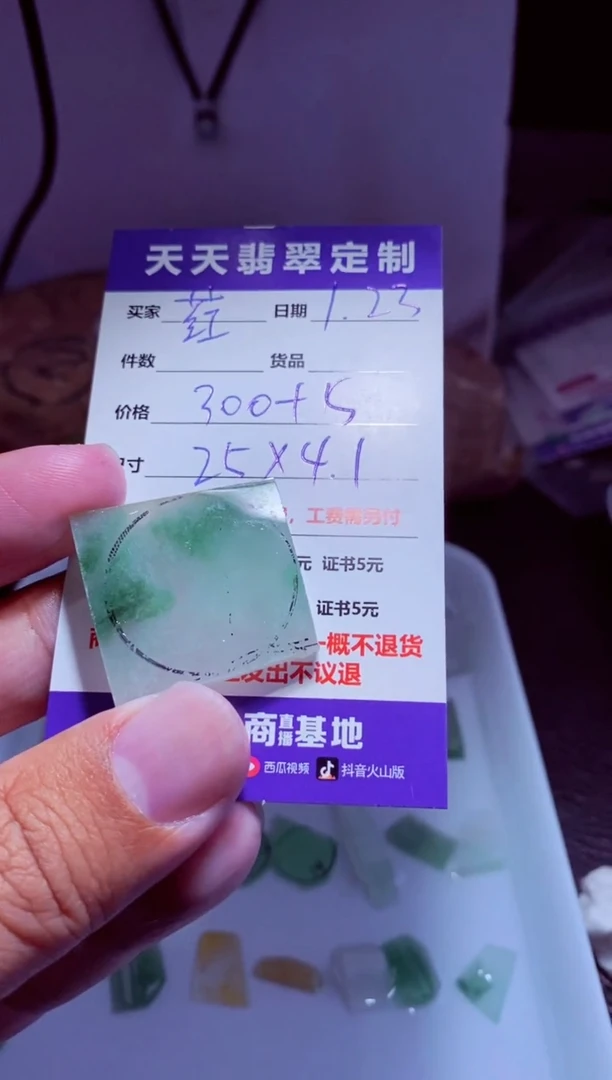 天天翡翠定制
买家 日期 1.23
件数 货品
价格 300+5
寸 25×4.1
，工费需另付
元 证书5元
证书5元
一概不退货
发出不议退
商直播基地
西瓜视频 抖音火山版